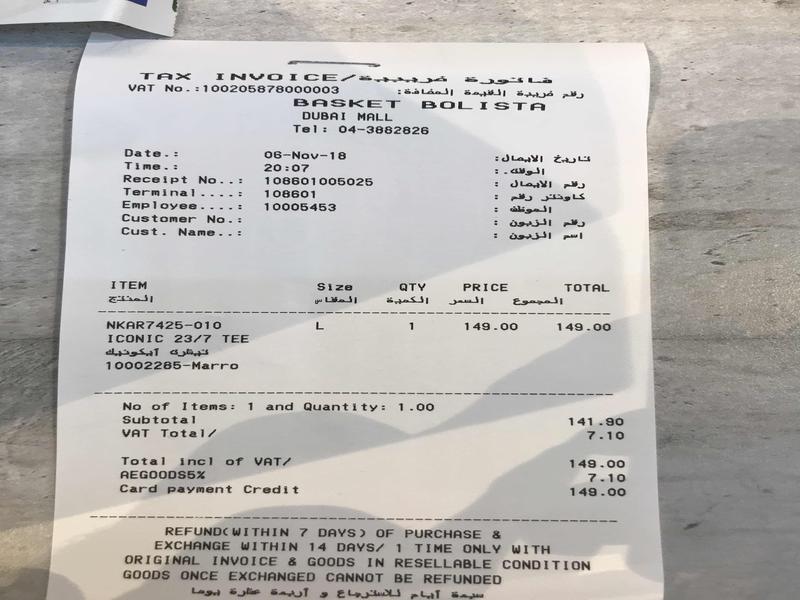 TAX INVOICE/فاتورة ضريبية
VAT No.:100205878000003 رقم ضريبة القيمة المضافة:
BASKET BOLISTA
DUBAI MALL
Tel: 04-3882826
Date.: 06-Nov-18 تاريخ الايصال:
Time.: 20:07 الوقت.:
Receipt No..: 108601005025 رقم الايصال :
Terminal....: 108601 كاونتر رقم :
Employee....: 10005453 الموظف :
Customer No.: رقم الزبون :
Cust. Name..: اسم الزبون :
ITEM Size QTY PRICE TOTAL
المنتج المقاس الكمية السعر المجموع
NKAR7425-010 L 1 149.00 149.00
ICONIC 23/7 TEE
تيشرت آيكونيك
10002285-Marro
No of Items: 1 and Quantity: 1.00
Subtotal 141.90
VAT Total/ 7.10
Total incl of VAT/ 149.00
AEGOODS5% 7.10
Card payment Credit 149.00
REFUND(WITHIN 7 DAYS) OF PURCHASE &
EXCHANGE WITHIN 14 DAYS/ 1 TIME ONLY WITH
ORIGINAL INVOICE & GOODS IN RESELLABLE CONDITION
GOODS ONCE EXCHANGED CANNOT BE REFUNDED
سبعة أيام للاسترجاع و أربعة عشرة يوما